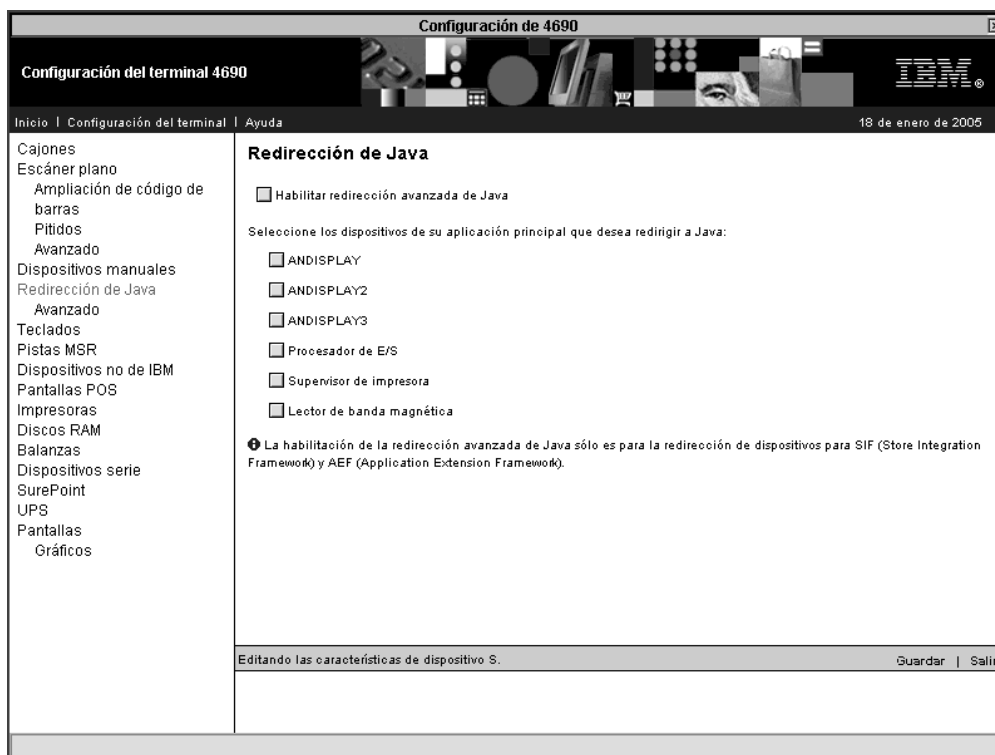 Configuración de 4690
Configuración del terminal 4690
IBM®
Inicio | Configuración del terminal | Ayuda
18 de enero de 2005
Cajones
Escáner plano
Ampliación de código de
barras
Pitidos
Avanzado
Dispositivos manuales
Redirección de Java
Avanzado
Teclados
Pistas MSR
Dispositivos no de IBM
Pantallas POS
Impresoras
Discos RAM
Balanzas
Dispositivos serie
SurePoint
UPS
Pantallas
Gráficos
Redirección de Java
Habilitar redirección avanzada de Java
Seleccione los dispositivos de su aplicación principal que desea redirigir a Java:
ANDISPLAY
ANDISPLAY2
ANDISPLAY3
Procesador de E/S
Supervisor de impresora
Lector de banda magnética
La habilitación de la redirección avanzada de Java sólo es para la redirección de dispositivos para SIF (Store Integration
Framework) y AEF (Application Extension Framework).
Editando las características de dispositivo S.
Guardar | Salir